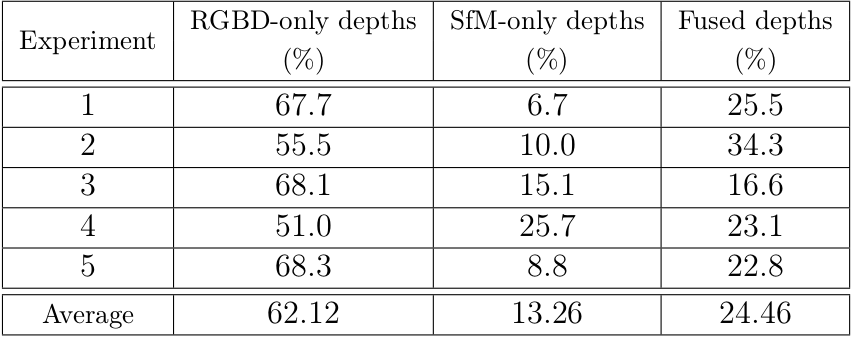 Experiment RGBD-only depths (%) SfM-only depths (%) Fused depths (%)
1 67.7 6.7 25.5
2 55.5 10.0 34.3
3 68.1 15.1 16.6
4 51.0 25.7 23.1
5 68.3 8.8 22.8
Average 62.12 13.26 24.46